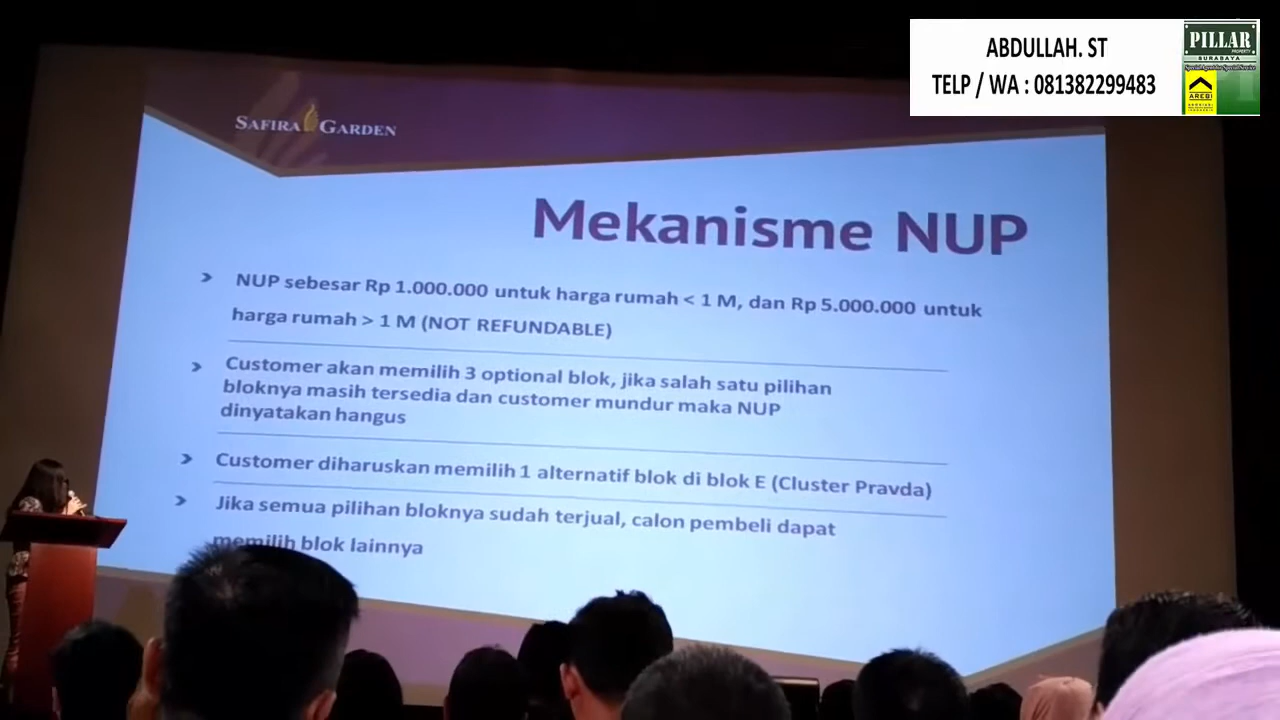 ABDULLAH. ST
TELP / WA : 081382299483
PILLAR
PROPERTY
SURABAYA
AREBI
SAFIRA GARDEN
Mekanisme NUP
NUP sebesar Rp 1.000.000 untuk harga rumah < 1 M, dan Rp 5.000.000 untuk
harga rumah > 1 M (NOT REFUNDABLE)
Customer akan memilih 3 optional blok, jika salah satu pilihan
bloknya masih tersedia dan customer mundur maka NUP
dinyatakan hangus
Customer diharuskan memilih 1 alternatif blok di blok E (Cluster Pravda)
Jika semua pilihan bloknya sudah terjual, calon pembeli dapat
memilih blok lainnya